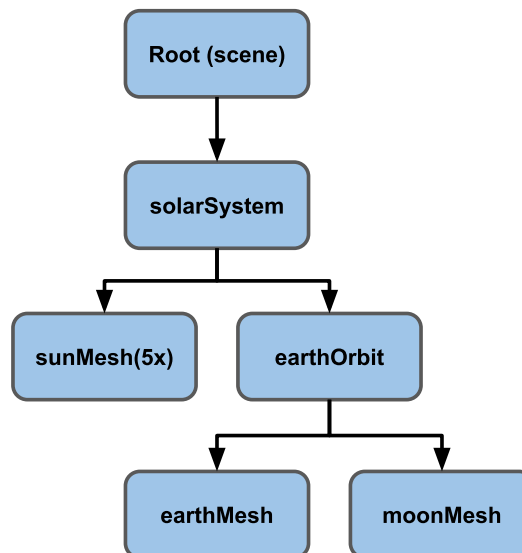 Root (scene)
solarSystem
sunMesh(5x)
earthOrbit
earthMesh
moonMesh